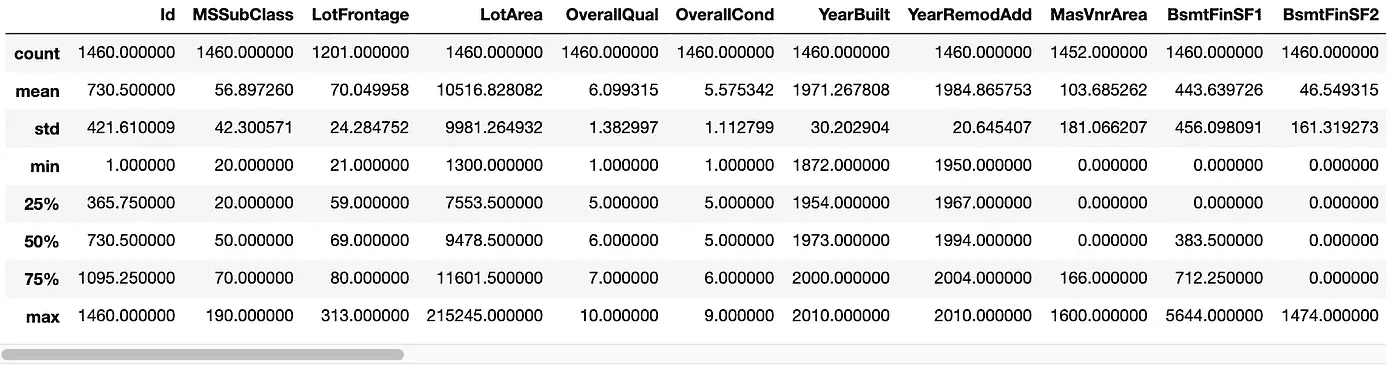 Id MSSubClass LotFrontage LotArea OverallQual OverallCond YearBuilt YearRemodAdd MasVnrArea BsmtFinSF1 BsmtFinSF2
count 1460.000000 1460.000000 1201.000000 1460.000000 1460.000000 1460.000000 1460.000000 1460.000000 1452.000000 1460.000000 1460.000000
mean 730.500000 56.897260 70.049958 10516.828082 6.099315 5.575342 1971.267808 1984.865753 103.685262 443.639726 46.549315
std 421.610009 42.300571 24.284752 9981.264932 1.382997 1.112799 30.202904 20.645407 181.066207 456.098091 161.319273
min 1.000000 20.000000 21.000000 1300.000000 1.000000 1.000000 1872.000000 1950.000000 0.000000 0.000000 0.000000
25% 365.750000 20.000000 59.000000 7553.500000 5.000000 5.000000 1954.000000 1967.000000 0.000000 0.000000 0.000000
50% 730.500000 50.000000 69.000000 9478.500000 6.000000 5.000000 1973.000000 1994.000000 0.000000 383.500000 0.000000
75% 1095.250000 70.000000 80.000000 11601.500000 7.000000 6.000000 2000.000000 2004.000000 166.000000 712.250000 0.000000
max 1460.000000 190.000000 313.000000 215245.000000 10.000000 9.000000 2010.000000 2010.000000 1600.000000 5644.000000 1474.000000